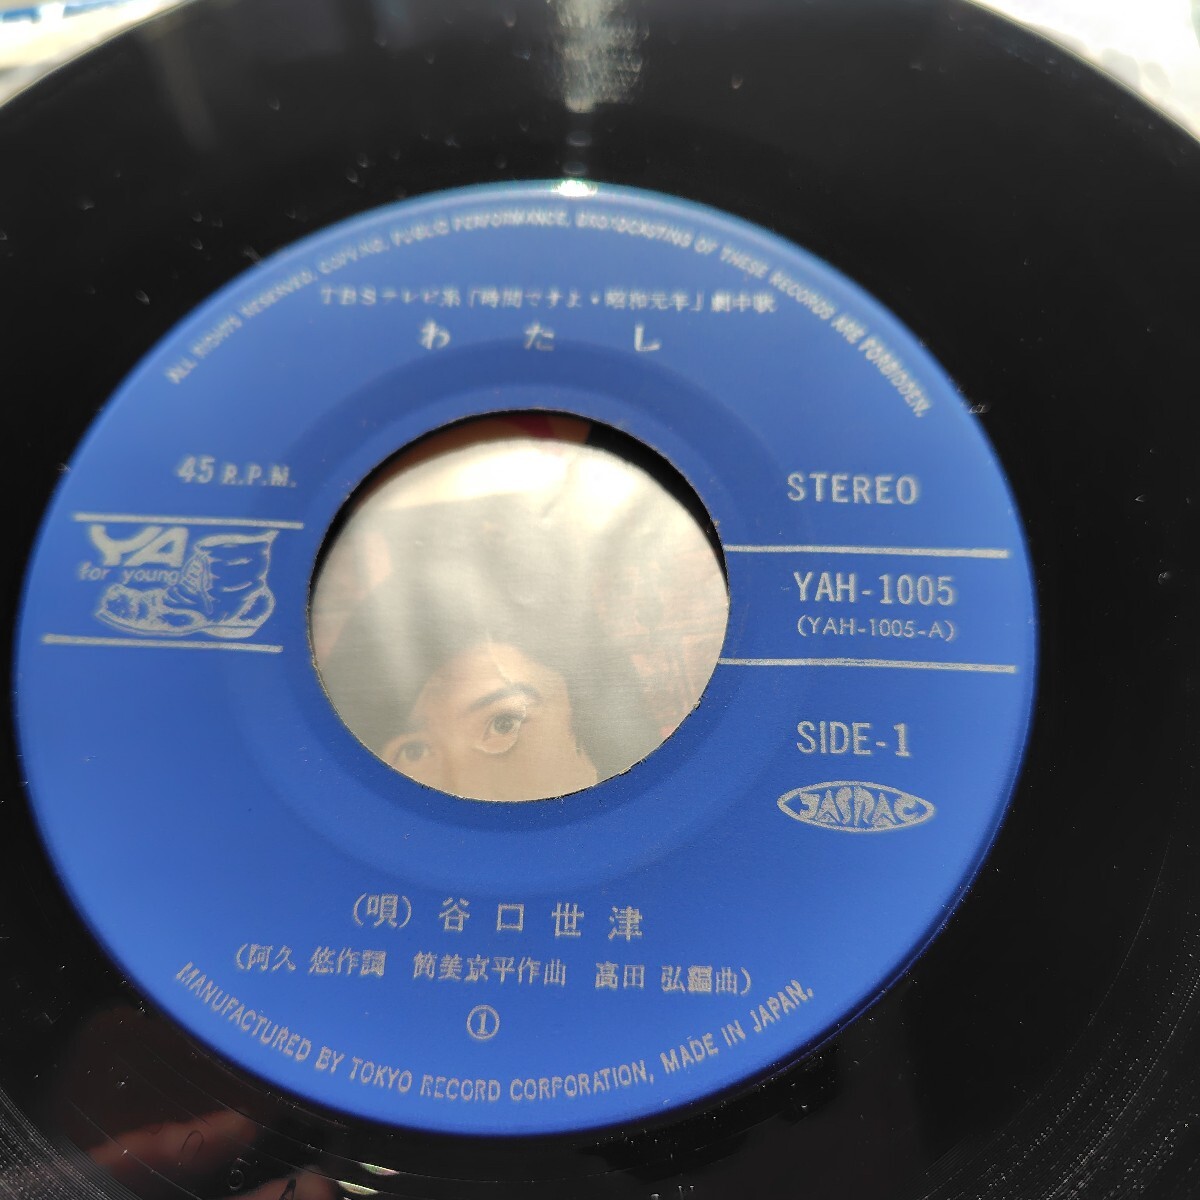 ALL RIGHTS RESERVED. COPYING, PUBLIC PERFORMANCE, BROADCASTING OF THESE RECORDS ARE FORBIDDEN.
TBSテレビ系「時間ですよ・昭和元年」劇中歌
わたし
45 R.P.M.
STEREO
YA
for young
YAH-1005
(YAH-1005-A)
SIDE-1
JASRAC
(唄) 谷口世津
(阿久 悠作詞 筒美京平作曲 高田 弘編曲)
①
MANUFACTURED BY TOKYO RECORD CORPORATION, MADE IN JAPAN.